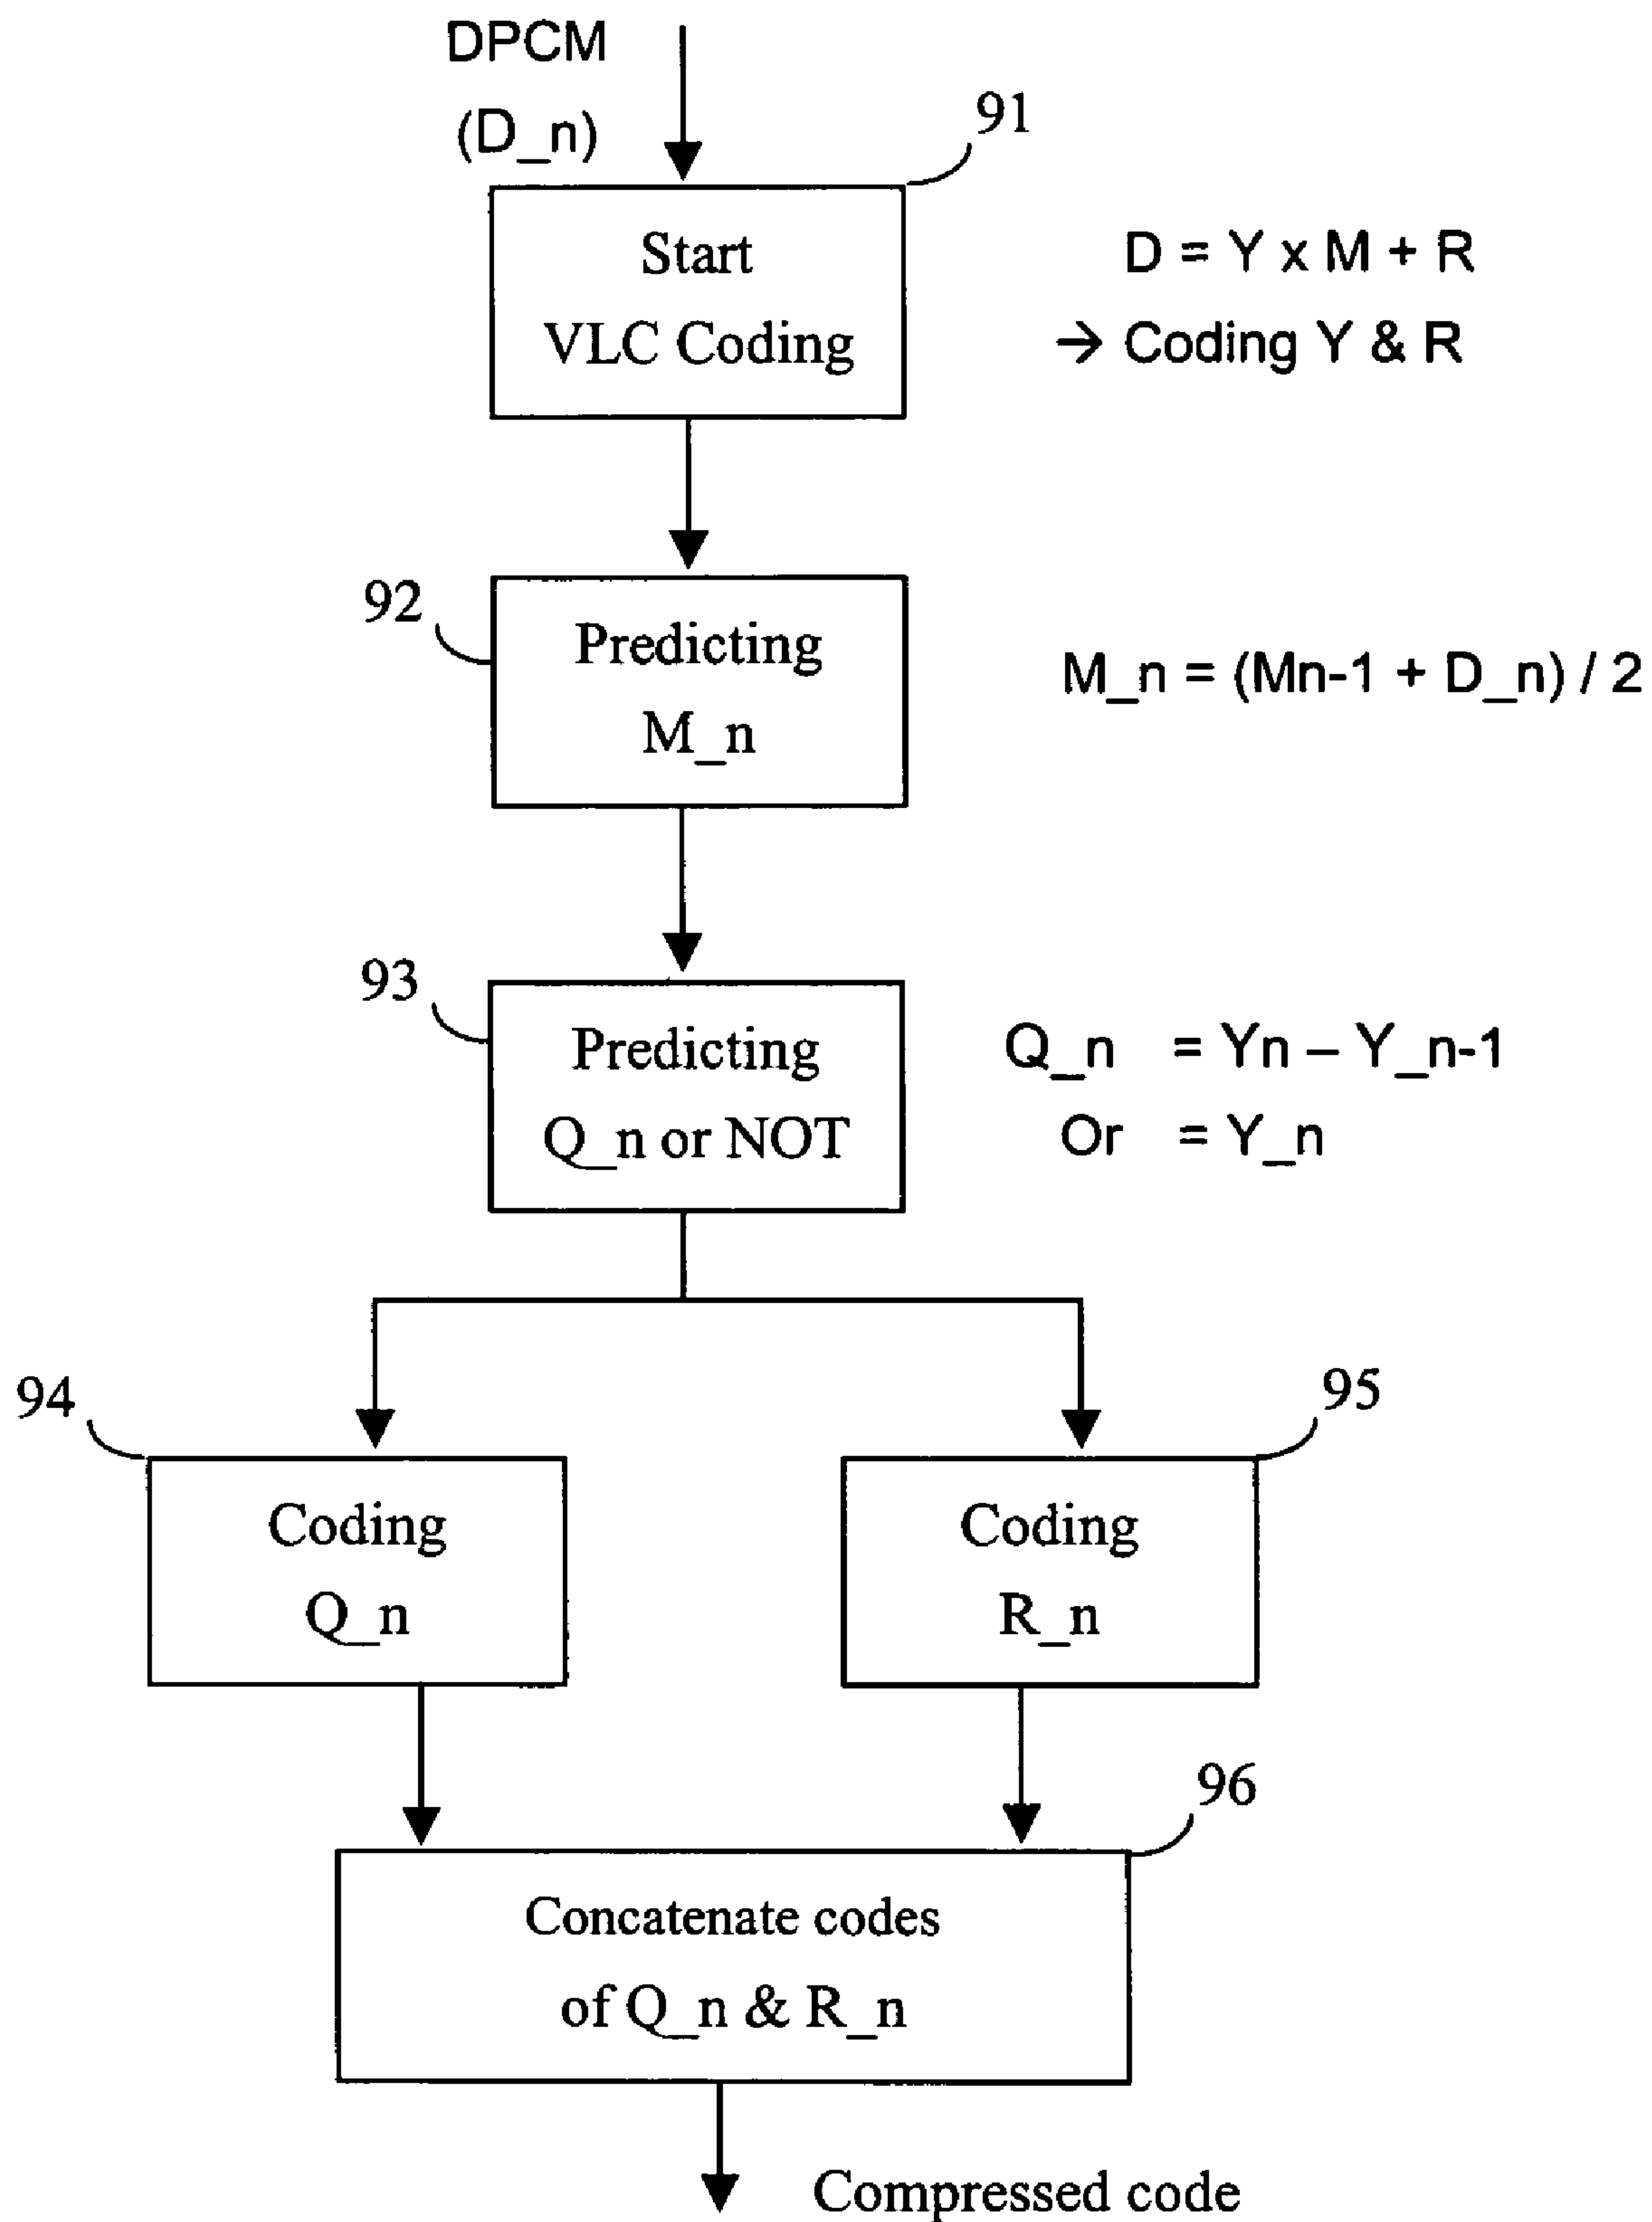 DPCM
(D_n)
91
Start
VLC Coding
D = Y x M + R
→ Coding Y & R
92
Predicting
M_n
M_n = (Mn-1 + D_n) / 2
93
Predicting
Q_n or NOT
Q_n = Yn – Y_n-1
Or = Y_n
94
Coding
Q_n
95
Coding
R_n
96
Concatenate codes
of Q_n & R_n
Compressed code